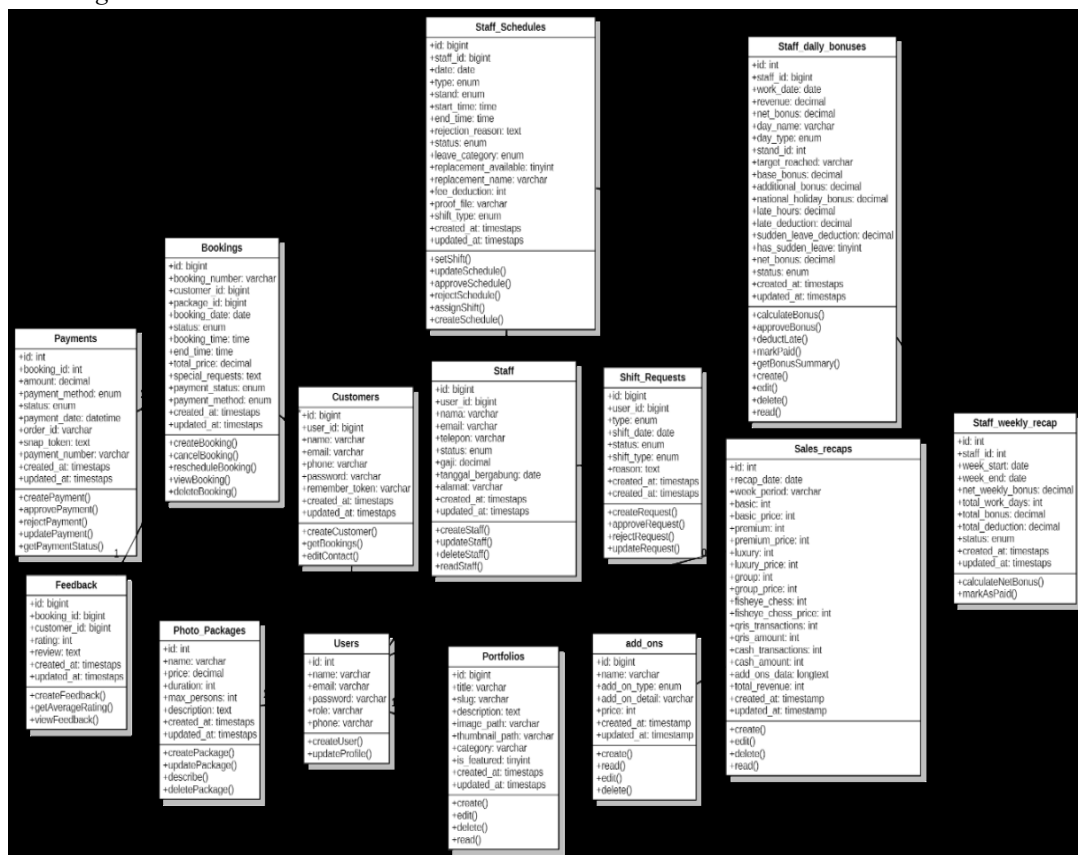 Staff_Schedules
+id: bigint
+staff_id: bigint
+date: date
+type: enum
+stand: enum
+start_time: time
+end_time: time
+rejection_reason: text
+status: enum
+leave_category: enum
+replacement_available: tinyint
+replacement_name: varchar
+fee_deduction: int
+proof_file: varchar
+shift_type: enum
+created_at: timestaps
+updated_at: timestaps
+setShift()
+updateSchedule()
+approveSchedule()
+rejectSchedule()
+assignShift()
+createSchedule()
Staff_daily_bonuses
+id: int
+staff_id: bigint
+work_date: date
+revenue: decimal
+net_bonus: decimal
+day_name: varchar
+day_type: enum
+stand_id: int
+target_reached: varchar
+base_bonus: decimal
+additional_bonus: decimal
+national_holiday_bonus: decimal
+late_hours: decimal
+late_deduction: decimal
+sudden_leave_deduction: decimal
+has_sudden_leave: tinyint
+net_bonus: decimal
+status: enum
+created_at: timestaps
+updated_at: timestaps
+calculateBonus()
+approveBonus()
+deductLate()
+markPaid()
+getBonusSummary()
+create()
+edit()
+delete()
+read()
Bookings
+id: bigint
+booking_number: varchar
+customer_id: bigint
+package_id: bigint
+booking_date: date
+status: enum
+booking_time: time
+end_time: time
+total_price: decimal
+special_requests: text
+payment_status: enum
+payment_method: enum
+created_at: timestaps
+updated_at: timestaps
+createBooking()
+cancelBooking()
+rescheduleBooking()
+viewBooking()
+deleteBooking()
Payments
+id: int
+booking_id: int
+amount: decimal
+payment_method: enum
+status: enum
+payment_date: datetime
+order_id: varchar
+snap_token: text
+payment_number: varchar
+created_at: timestaps
+updated_at: timestaps
+createPayment()
+approvePayment()
+rejectPayment()
+updatePayment()
+getPaymentStatus()
1
Customers
+id: bigint
+user_id: bigint
+name: varchar
+email: varchar
+phone: varchar
+password: varchar
+remember_token: varchar
+created_at: timestaps
+updated_at: timestaps
+createCustomer()
+getBookings()
+editContact()
Staff
+id: bigint
+user_id: bigint
+nama: varchar
+email: varchar
+telepon: varchar
+status: enum
+gaji: decimal
+tanggal_bergabung: date
+alamat: varchar
+created_at: timestaps
+updated_at: timestaps
+createStaff()
+updateStaff()
+deleteStaff()
+readStaff()
Shift_Requests
+id: bigint
+user_id: bigint
+type: enum
+shift_date: date
+status: enum
+shift_type: enum
+reason: text
+created_at: timestaps
+created_at: timestaps
+createRequest()
+approveRequest()
+rejectRequest()
+updateRequest()
Sales_recaps
+id: int
+recap_date: date
+week_period: varchar
+basic: int
+basic_price: int
+premium: int
+premium_price: int
+luxury: int
+luxury_price: int
+group: int
+group_price: int
+fisheye_chess: int
+fisheye_chess_price: int
+qris_transactions: int
+qris_amount: int
+cash_transactions: int
+cash_amount: int
+add_ons_data: longtext
+total_revenue: int
+created_at: timestamp
+updated_at: timestamp
+create()
+edit()
+delete()
+read()
Staff_weekly_recap
+id: int
+staff_id: int
+week_start: date
+week_end: date
+net_weekly_bonus: decimal
+total_work_days: int
+total_bonus: decimal
+total_deduction: decimal
+status: enum
+created_at: timestaps
+updated_at: timestaps
+calculateNetBonus()
+markAsPaid()
Feedback
+id: bigint
+booking_id: bigint
+customer_id: bigint
+rating: int
+review: text
+created_at: timestaps
+updated_at: timestaps
+createFeedback()
+getAverageRating()
+viewFeedback()
Photo_Packages
+id: int
+name: varchar
+price: decimal
+duration: int
+max_persons: int
+description: text
+created_at: timestaps
+updated_at: timestaps
+createPackage()
+updatePackage()
+describe()
+deletePackage()
Users
+id: int
+name: varchar
+email: varchar
+password: varchar
+role: varchar
+phone: varchar
+createUser()
+updateProfile()
Portfolios
+id: bigint
+title: varchar
+slug: varchar
+description: text
+image_path: varchar
+thumbnail_path: varchar
+category: varchar
+is_featured: tinyint
+created_at: timestaps
+updated_at: timestaps
+create()
+edit()
+delete()
+read()
add_ons
+id: bigint
+name: varchar
+add_on_type: enum
+add_on_detail: varchar
+price: int
+created_at: timestamp
+updated_at: timestamp
+create()
+read()
+edit()
+delete()